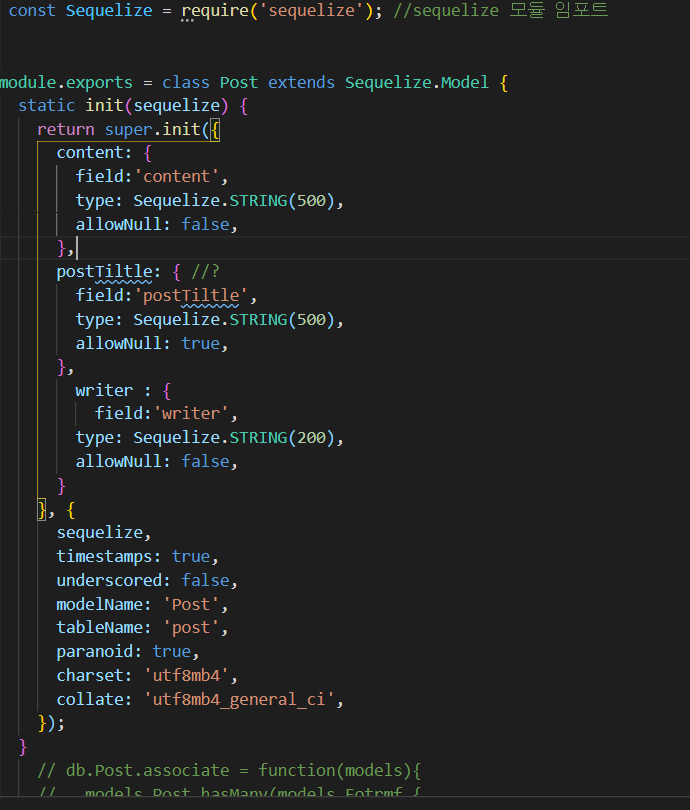 const Sequelize = require('sequelize'); //sequelize 모듈 임포트
module.exports = class Post extends Sequelize.Model {
static init(sequelize) {
return super.init({
content: {
field:'content',
type: Sequelize.STRING(500),
allowNull: false,
},
postTiltle: { //?
field:'postTiltle',
type: Sequelize.STRING(500),
allowNull: true,
},
writer : {
field:'writer',
type: Sequelize.STRING(200),
allowNull: false,
}
}, {
sequelize,
timestamps: true,
underscored: false,
modelName: 'Post',
tableName: 'post',
paranoid: true,
charset: 'utf8mb4',
collate: 'utf8mb4_general_ci',
});
}
// db.Post.associate = function(models){
// models.Post.hasMany(models.Fotrmf {